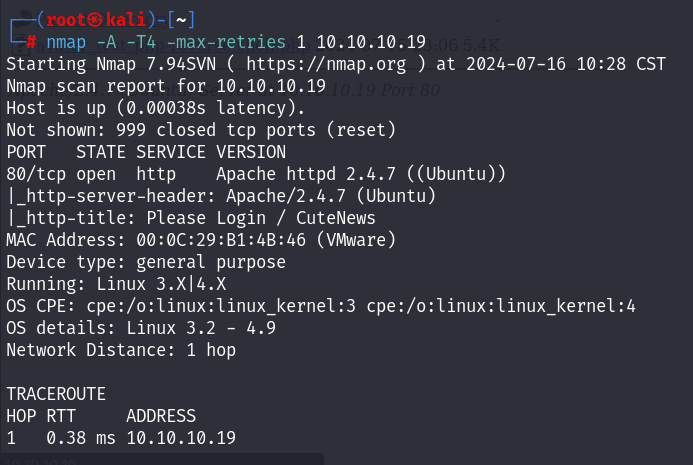 ┌──(root㉿kali)-[~]
└─# nmap -A -T4 -max-retries 1 10.10.10.19
Starting Nmap 7.94SVN ( https://nmap.org ) at 2024-07-16 10:28 CST
Nmap scan report for 10.10.10.19
Host is up (0.00038s latency).
Not shown: 999 closed tcp ports (reset)
PORT   STATE SERVICE VERSION
80/tcp open  http    Apache httpd 2.4.7 ((Ubuntu))
|_http-server-header: Apache/2.4.7 (Ubuntu)
|_http-title: Please Login / CuteNews
MAC Address: 00:0C:29:B1:4B:46 (VMware)
Device type: general purpose
Running: Linux 3.X|4.X
OS CPE: cpe:/o:linux:linux_kernel:3 cpe:/o:linux:linux_kernel:4
OS details: Linux 3.2 - 4.9
Network Distance: 1 hop
TRACEROUTE
HOP RTT     ADDRESS
1   0.38 ms 10.10.10.19